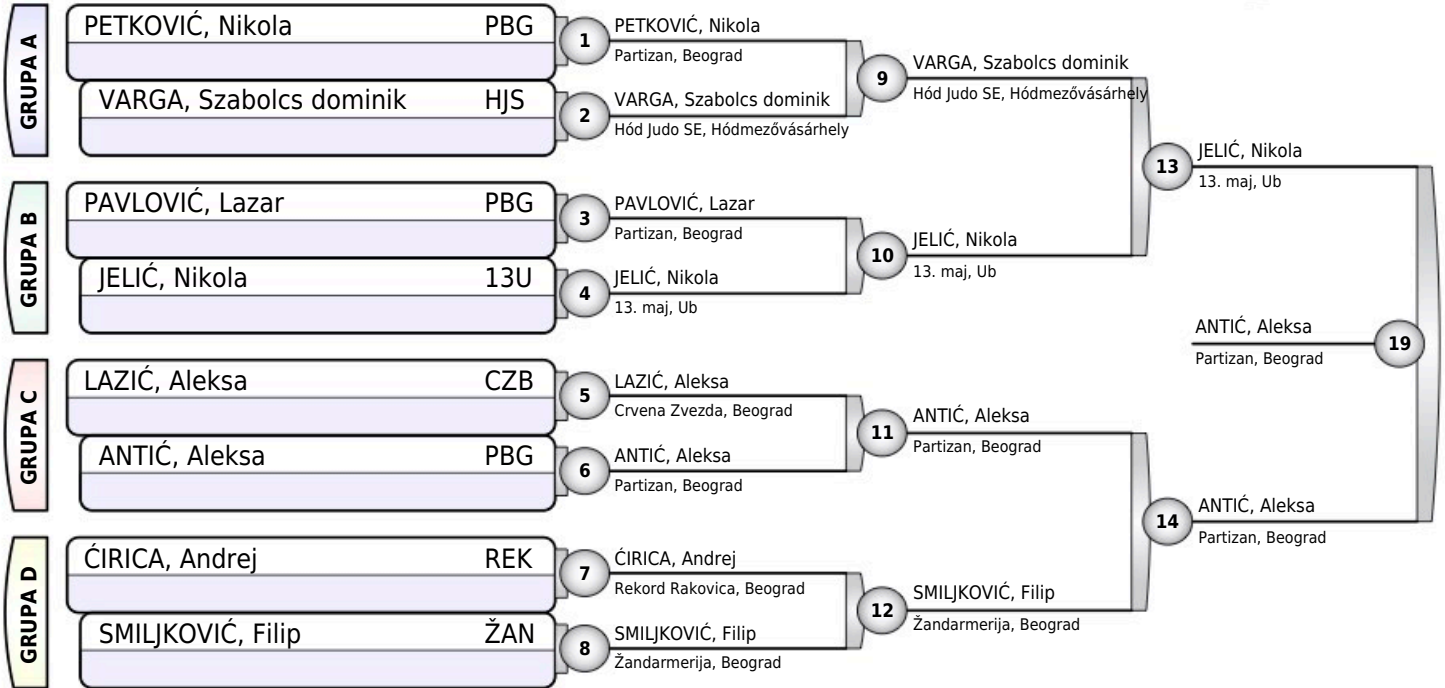 GRUPA A
PETKOVIĆ, Nikola PBG
VARGA, Szabolcs dominik HJS
1
PETKOVIĆ, Nikola
Partizan, Beograd
2
VARGA, Szabolcs dominik
Hód Judo SE, Hódmezővásárhely
9
VARGA, Szabolcs dominik
Hód Judo SE, Hódmezővásárhely
GRUPA B
PAVLOVIĆ, Lazar PBG
JELIĆ, Nikola 13U
3
PAVLOVIĆ, Lazar
Partizan, Beograd
4
JELIĆ, Nikola
13. maj, Ub
10
JELIĆ, Nikola
13. maj, Ub
13
JELIĆ, Nikola
13. maj, Ub
GRUPA C
LAZIĆ, Aleksa CZB
ANTIĆ, Aleksa PBG
5
LAZIĆ, Aleksa
Crvena Zvezda, Beograd
6
ANTIĆ, Aleksa
Partizan, Beograd
11
ANTIĆ, Aleksa
Partizan, Beograd
GRUPA D
ĆIRICA, Andrej REK
SMILJKOVIĆ, Filip ŽAN
7
ĆIRICA, Andrej
Rekord Rakovica, Beograd
8
SMILJKOVIĆ, Filip
Žandarmerija, Beograd
12
SMILJKOVIĆ, Filip
Žandarmerija, Beograd
14
ANTIĆ, Aleksa
Partizan, Beograd
ANTIĆ, Aleksa
Partizan, Beograd
19